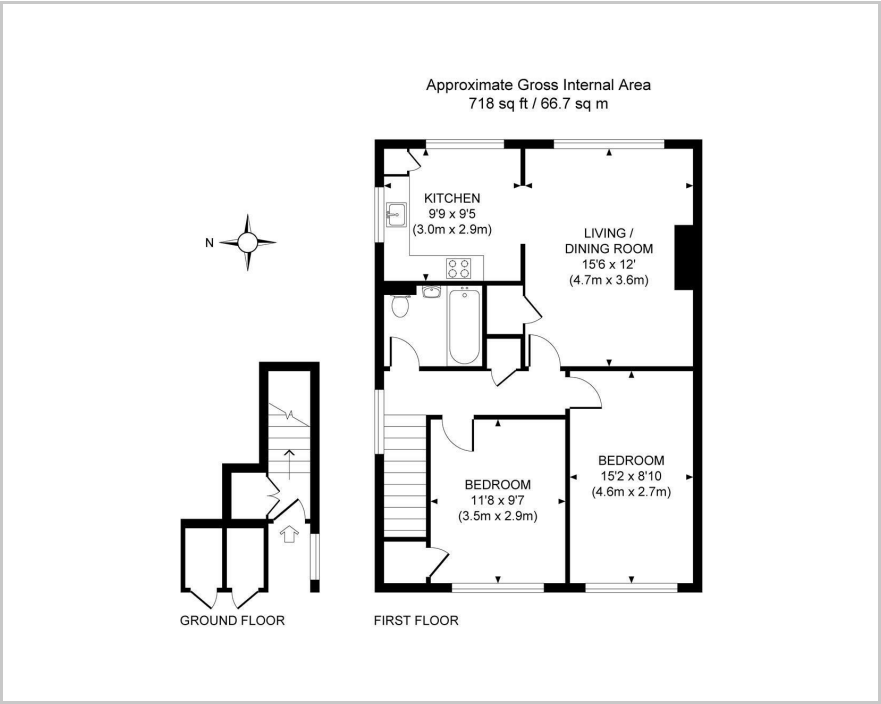 Approximate Gross Internal Area
718 sq ft / 66.7 sq m
KITCHEN
9'9 x 9'5
(3.0m x 2.9m)
LIVING /
DINING ROOM
15'6 x 12'
(4.7m x 3.6m)
N
BEDROOM
11'8 x 9'7
(3.5m x 2.9m)
BEDROOM
15'2 x 8'10
(4.6m x 2.7m)
GROUND FLOOR
FIRST FLOOR